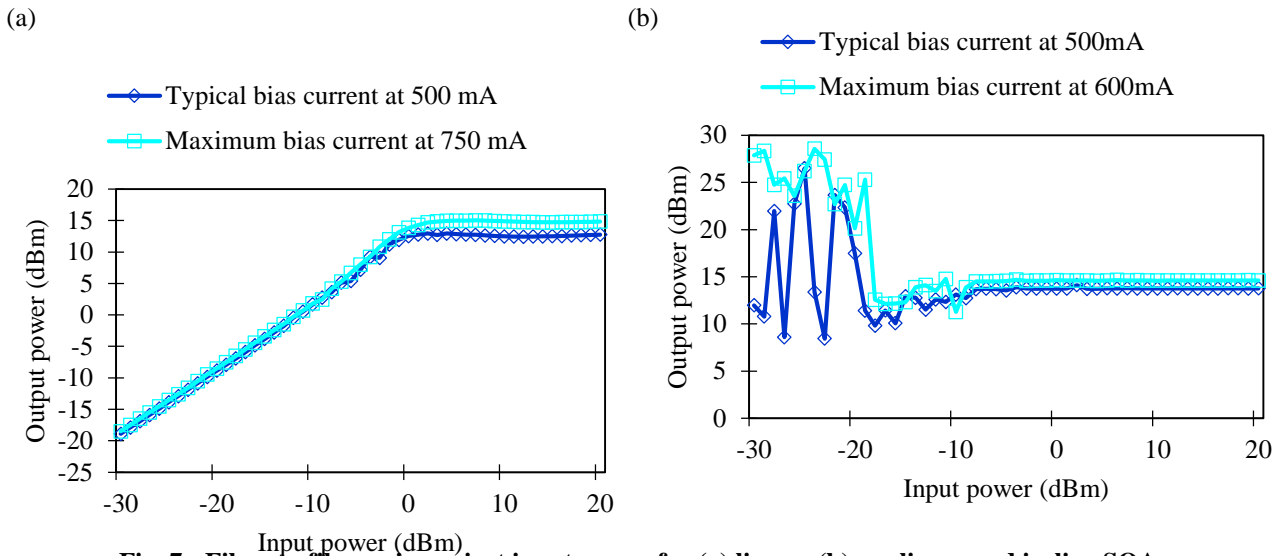 (a)
Typical bias current at 500 mA
Maximum bias current at 750 mA
20
15
10
5
0
-5
-10
-15
-20
-25
Output power (dBm)
-30 -20 -10 0 10 20
Input power (dBm)
(b)
Typical bias current at 500mA
Maximum bias current at 600mA
30
25
20
15
10
5
0
Output power (dBm)
-30 -20 -10 0 10 20
Input power (dBm)